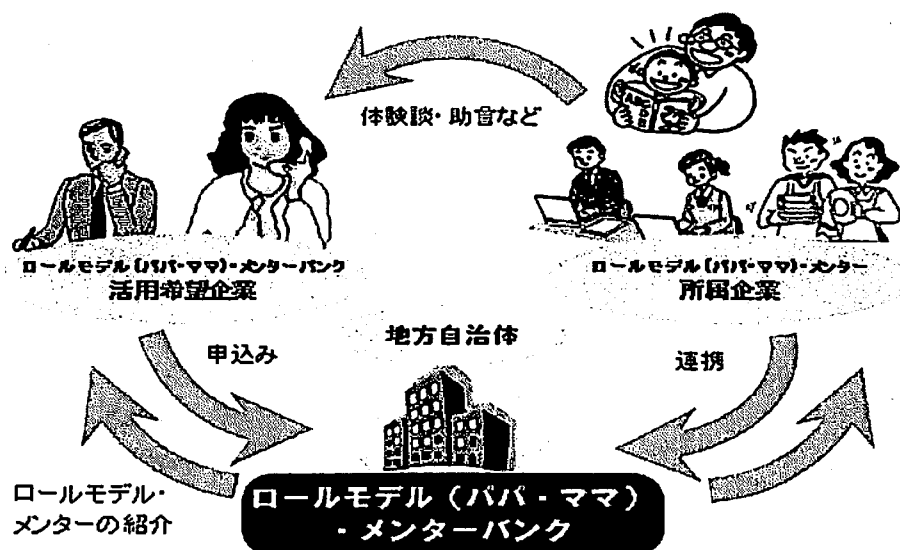 体験談・助言など
ロールモデル(パパ・ママ)・メンターバンク
活用希望企業
ロールモデル(パパ・ママ)・メンター
所属企業
地方自治体
申込み
連携
ロールモデル・
メンターの紹介
ロールモデル(パパ・ママ)
・メンターバンク